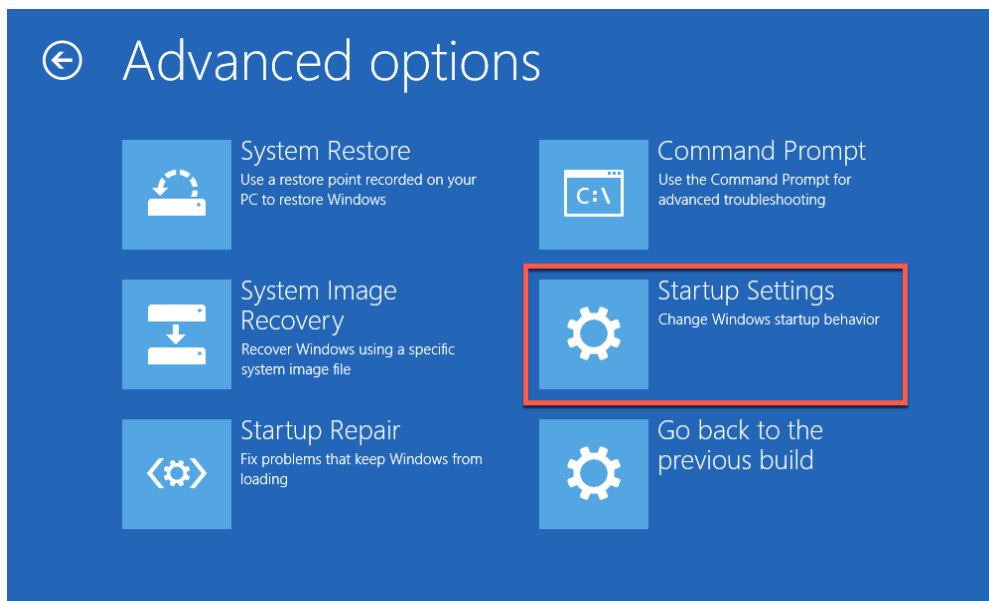 Advanced options
System Restore
Use a restore point recorded on your
PC to restore Windows
Command Prompt
Use the Command Prompt for
advanced troubleshooting
C:\
System Image
Recovery
Recover Windows using a specific
system image file
Startup Settings
Change Windows startup behavior
Startup Repair
Fix problems that keep Windows from
loading
Go back to the
previous build